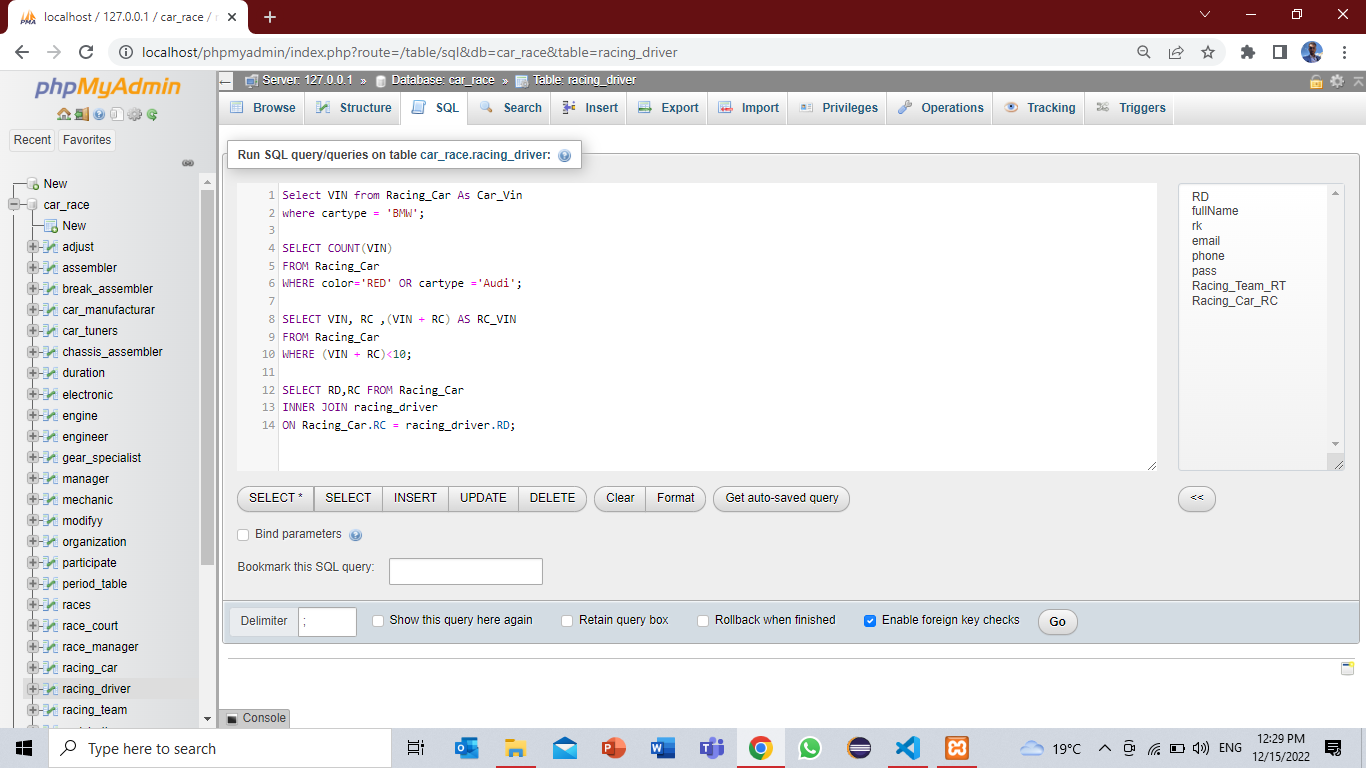 localhost / 127.0.0.1 / car_race /
localhost/phpmyadmin/index.php?route=/table/sql&db=car_race&table=racing_driver
phpMyAdmin
Recent Favorites
New
car_race
New
adjust
assembler
break_assembler
car_manufacturar
car_tuners
chassis_assembler
duration
electronic
engine
engineer
gear_specialist
manager
mechanic
modifyy
organization
participate
period_table
races
race_court
race_manager
racing_car
racing_driver
racing_team
Server: 127.0.0.1 » Database: car_race » Table: racing_driver
Browse Structure SQL Search Insert Export Import Privileges Operations Tracking Triggers
Run SQL query/queries on table car_race.racing_driver:
1 Select VIN from Racing_Car As Car_Vin
2 where cartype = 'BMW';
3
4 SELECT COUNT(VIN)
5 FROM Racing_Car
6 WHERE color='RED' OR cartype ='Audi';
7
8 SELECT VIN, RC ,(VIN + RC) AS RC_VIN
9 FROM Racing_Car
10 WHERE (VIN + RC)<10;
11
12 SELECT RD,RC FROM Racing_Car
13 INNER JOIN racing_driver
14 ON Racing_Car.RC = racing_driver.RD;
RD
fullName
rk
email
phone
pass
Racing_Team_RT
Racing_Car_RC
SELECT * SELECT INSERT UPDATE DELETE Clear Format Get auto-saved query <<
Bind parameters
Bookmark this SQL query:
Delimiter ; Show this query here again Retain query box Rollback when finished Enable foreign key checks Go
Console
Type here to search
19°C ENG
12:29 PM
12/15/2022